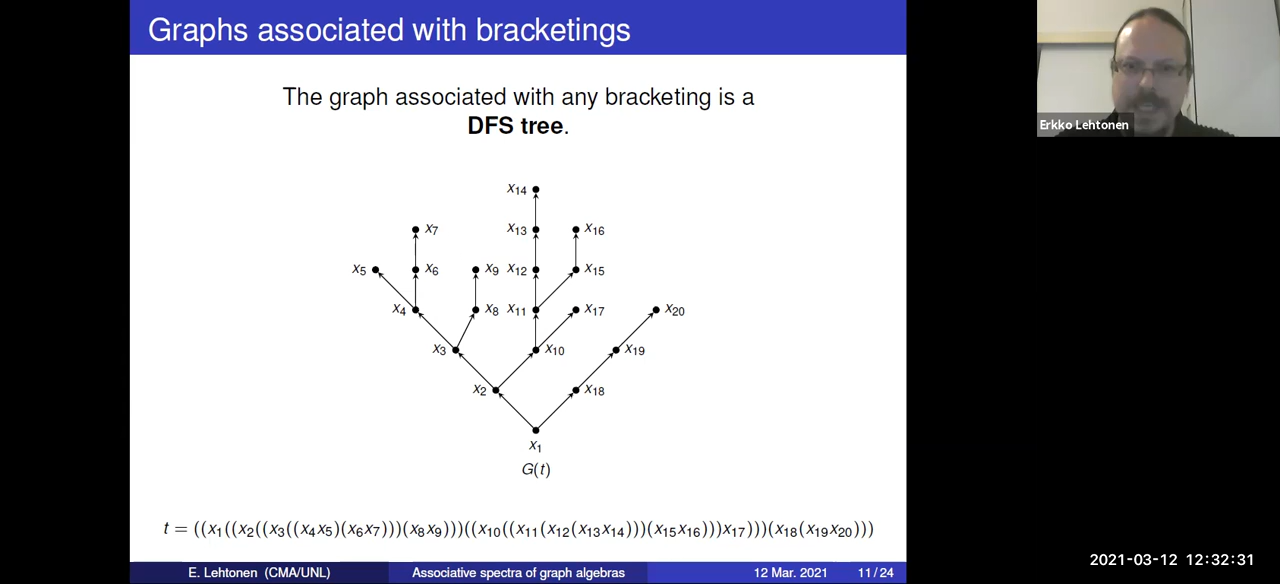 Graphs associated with bracketings
Erkko Lehtonen
The graph associated with any bracketing is a
DFS tree.
x₁₄
x₇ x₁₃ x₁₆
x₅ x₆ x₉ x₁₂ x₁₅
x₄ x₈ x₁₁ x₁₇ x₂₀
x₃ x₁₀ x₁₉
x₂ x₁₈
x₁
G(t)
t = ((x₁((x₂((x₃((x₄x₅)(x₆x₇)))(x₈x₉)))((x₁₀((x₁₁(x₁₂(x₁₃x₁₄)))(x₁₅x₁₆)))x₁₇)))(x₁₈(x₁₉x₂₀)))
E. Lehtonen (CMA/UNL) Associative spectra of graph algebras 12 Mar. 2021 11 / 24
2021-03-12 12:32:31